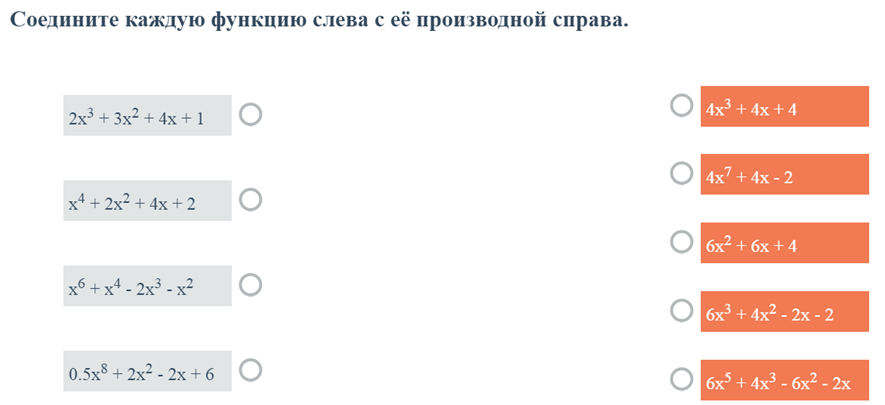 Соедините каждую функцию слева с её производной справа.
2x³ + 3x² + 4x + 1
x⁴ + 2x² + 4x + 2
x⁶ + x⁴ - 2x³ - x²
0.5x⁸ + 2x² - 2x + 6
4x³ + 4x + 4
4x⁷ + 4x - 2
6x² + 6x + 4
6x³ + 4x² - 2x - 2
6x⁵ + 4x³ - 6x² - 2x